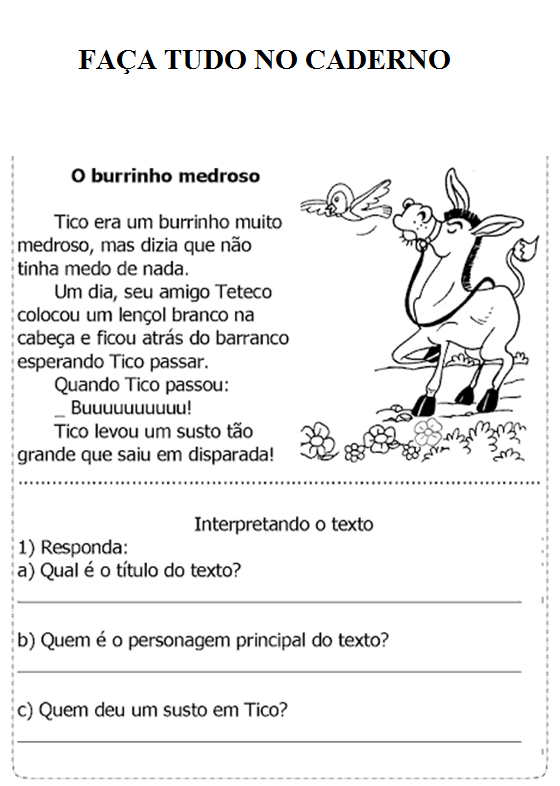 FAÇA TUDO NO CADERNO
O burrinho medroso
Tico era um burrinho muito
medroso, mas dizia que não
tinha medo de nada.
Um dia, seu amigo Teteco
colocou um lençol branco na
cabeça e ficou atrás do barranco
esperando Tico passar.
Quando Tico passou:
_ Buuuuuuuuuu!
Tico levou um susto tão
grande que saiu em disparada!
Interpretando o texto
1) Responda:
a) Qual é o título do texto?
b) Quem é o personagem principal do texto?
c) Quem deu um susto em Tico?